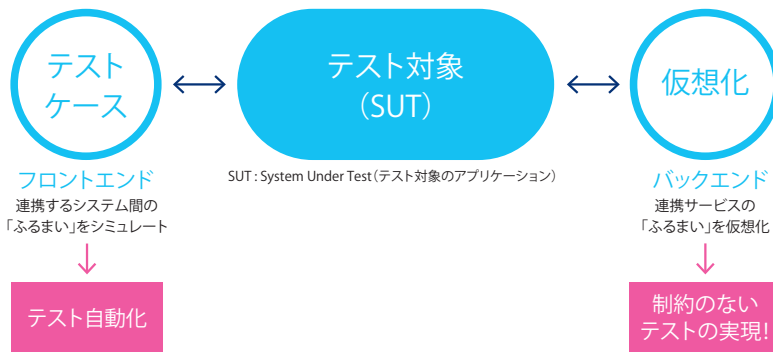 テスト
ケース
テスト対象
（SUT）
仮想化
フロントエンド
連携するシステム間の
「ふるまい」をシミュレート
SUT : System Under Test（テスト対象のアプリケーション）
バックエンド
連携サービスの
「ふるまい」を仮想化
テスト自動化
制約のない
テストの実現!